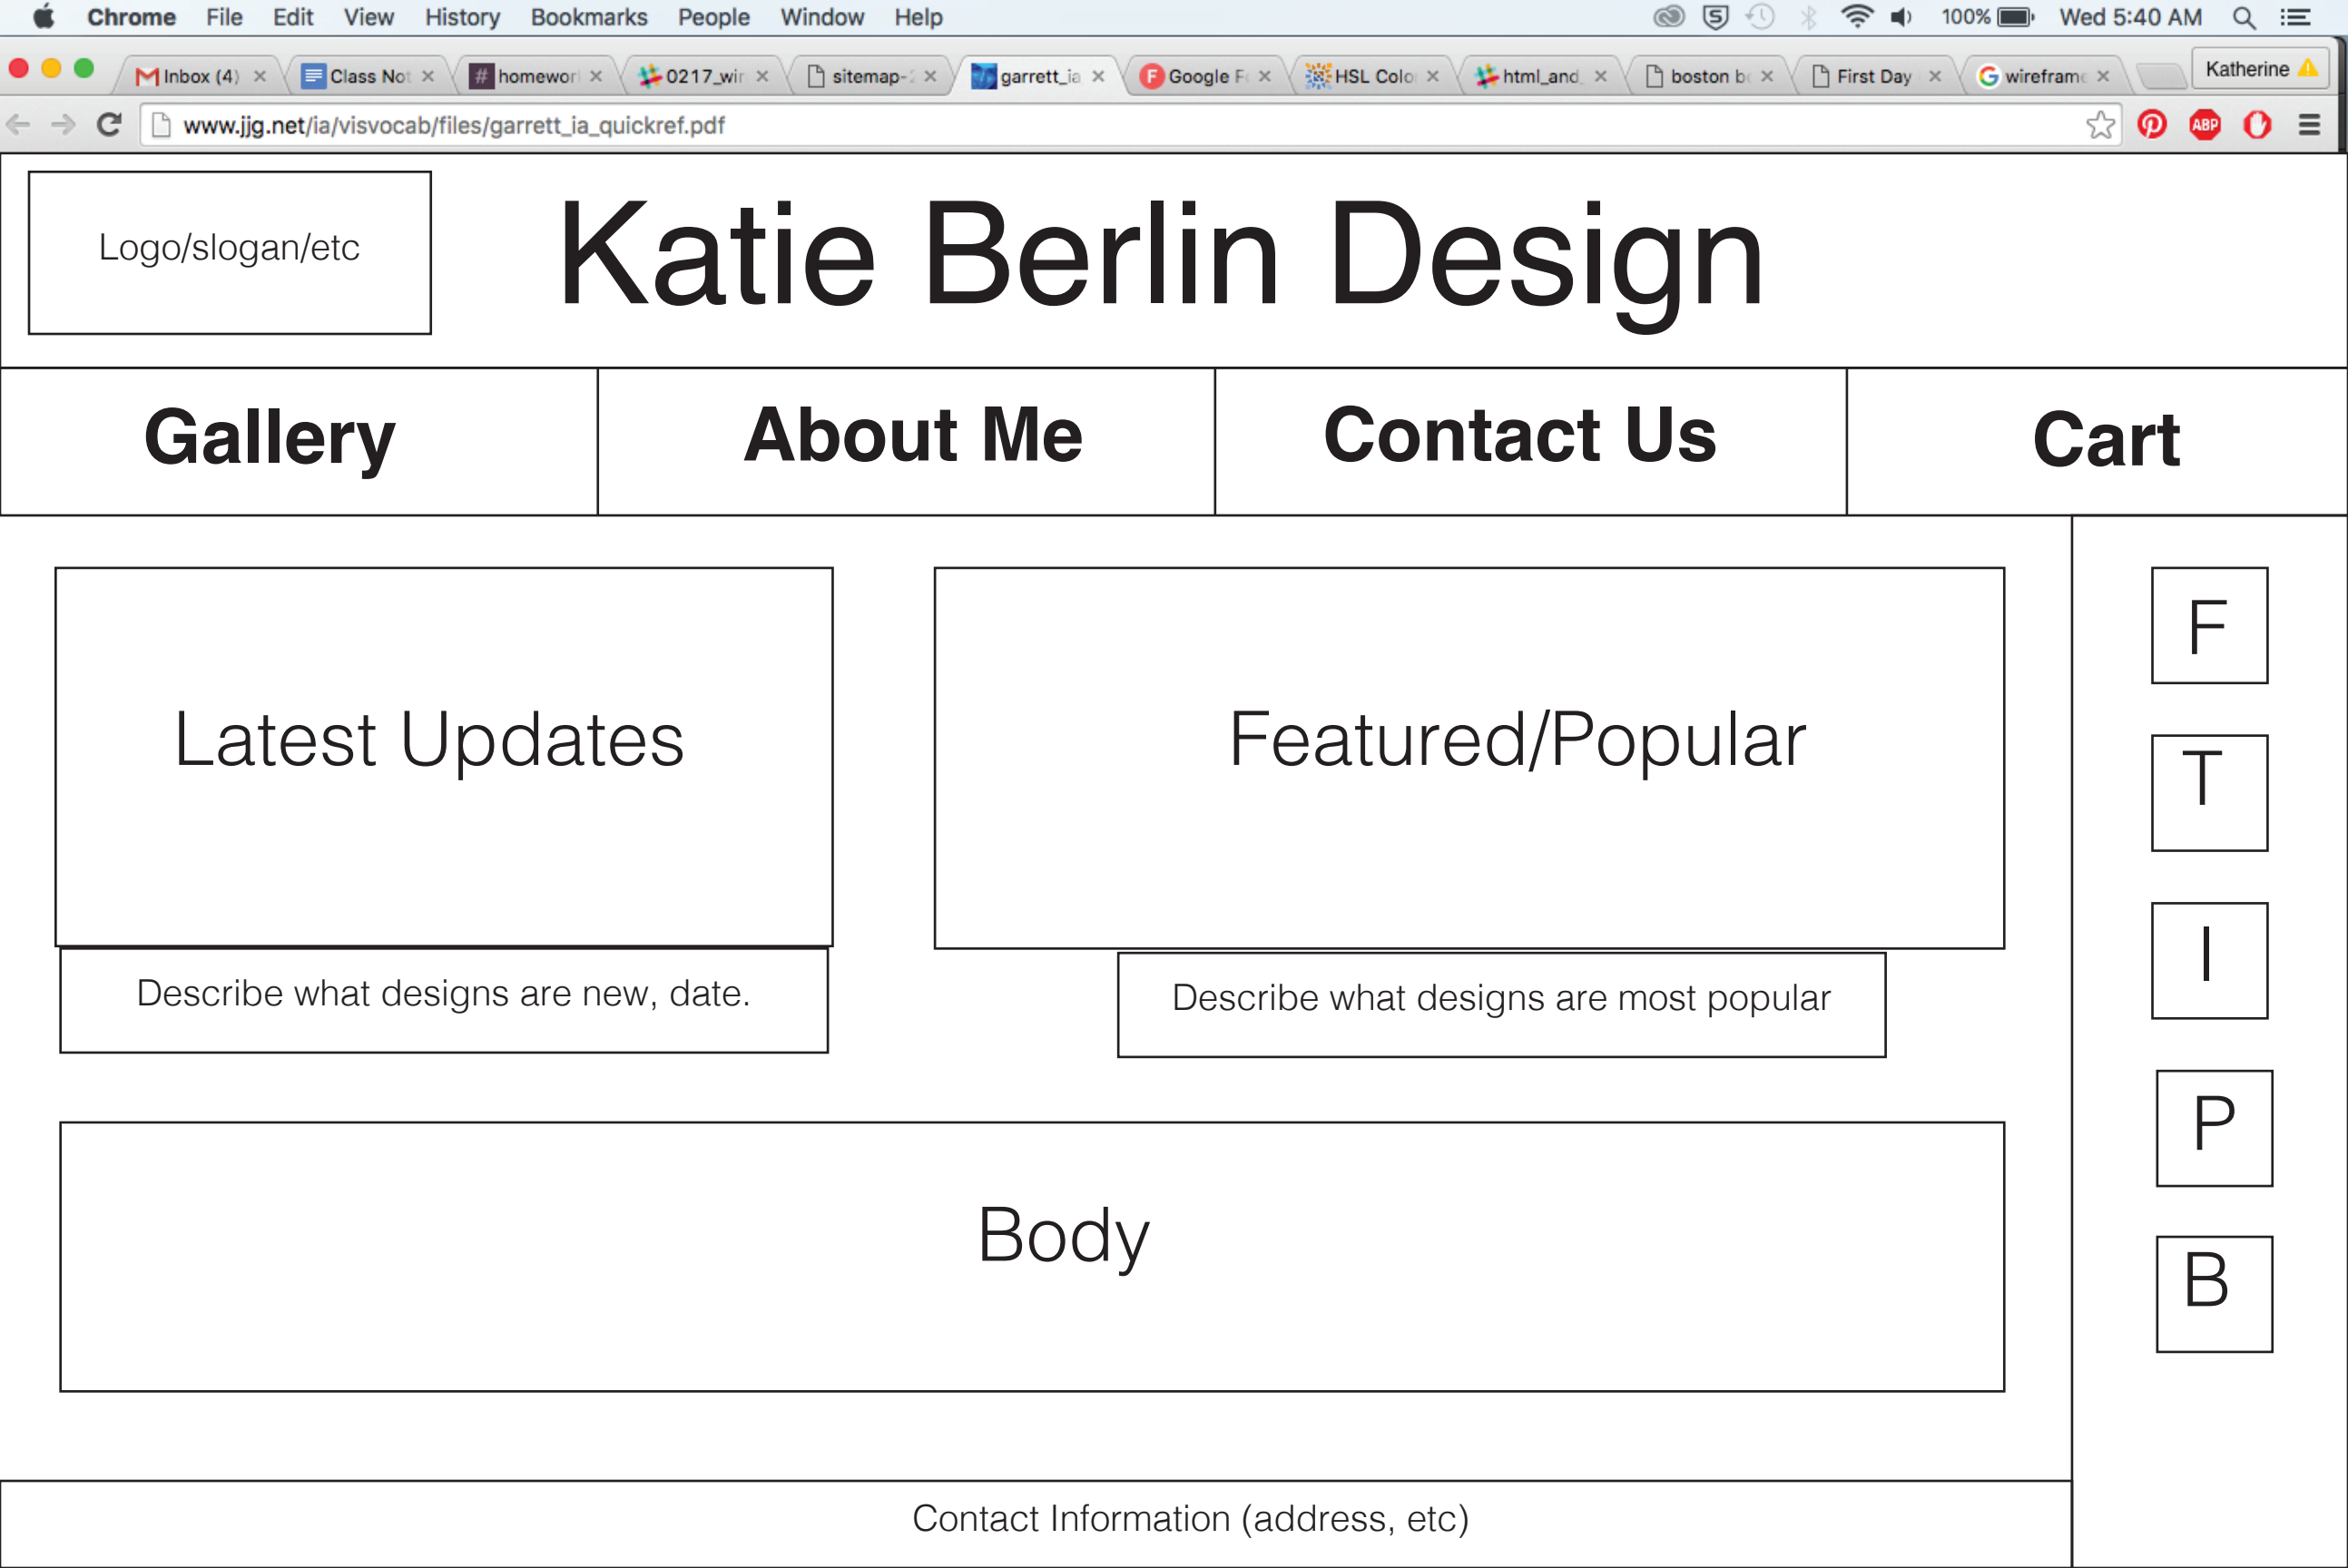 Chrome File Edit View History Bookmarks People Window Help 100% Wed 5:40 AM
Inbox (4) Class Not homewor 0217_wir sitemap- garrett_ia Google F HSL Colo html_and_ boston b First Day wireframe Katherine
www.jjg.net/ia/visvocab/files/garrett_ia_quickref.pdf ABP
Logo/slogan/etc
Katie Berlin Design
Gallery About Me Contact Us Cart
Latest Updates
Featured/Popular
Describe what designs are new, date.
Describe what designs are most popular
Body
F
T
I
P
B
Contact Information (address, etc)